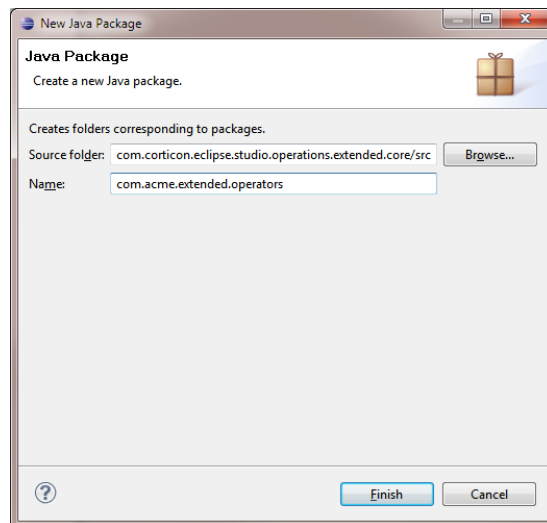 New Java Package
Java Package
Create a new Java package.
Creates folders corresponding to packages.
Source folder: com.corticon.eclipse.studio.operations.extended.core/src Browse...
Name: com.acme.extended.operators
? Finish Cancel